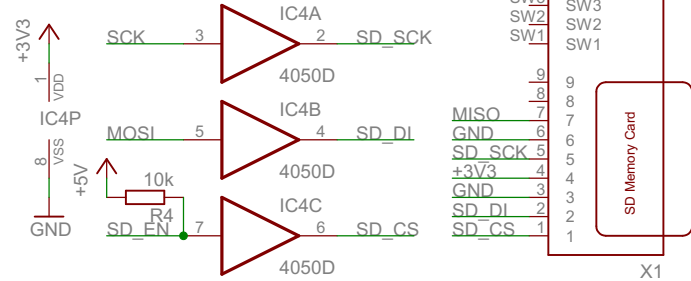 IC4A
SCK 3 2 SD_SCK
4050D
+3V3
1 VDD
IC4P
8 VSS
GND
IC4B
MOSI 5 4 SD_DI
4050D
+5V
10k
R4
IC4C
SD_EN 7 6 SD_CS
4050D
SW3
SW2 SW2
SW1 SW1
9 9
8 8
MISO 7 7
GND 6 6
SD_SCK 5 5
+3V3 4 4
GND 3 3
SD_DI 2 2
SD_CS 1 1
SD Memory Card
X1